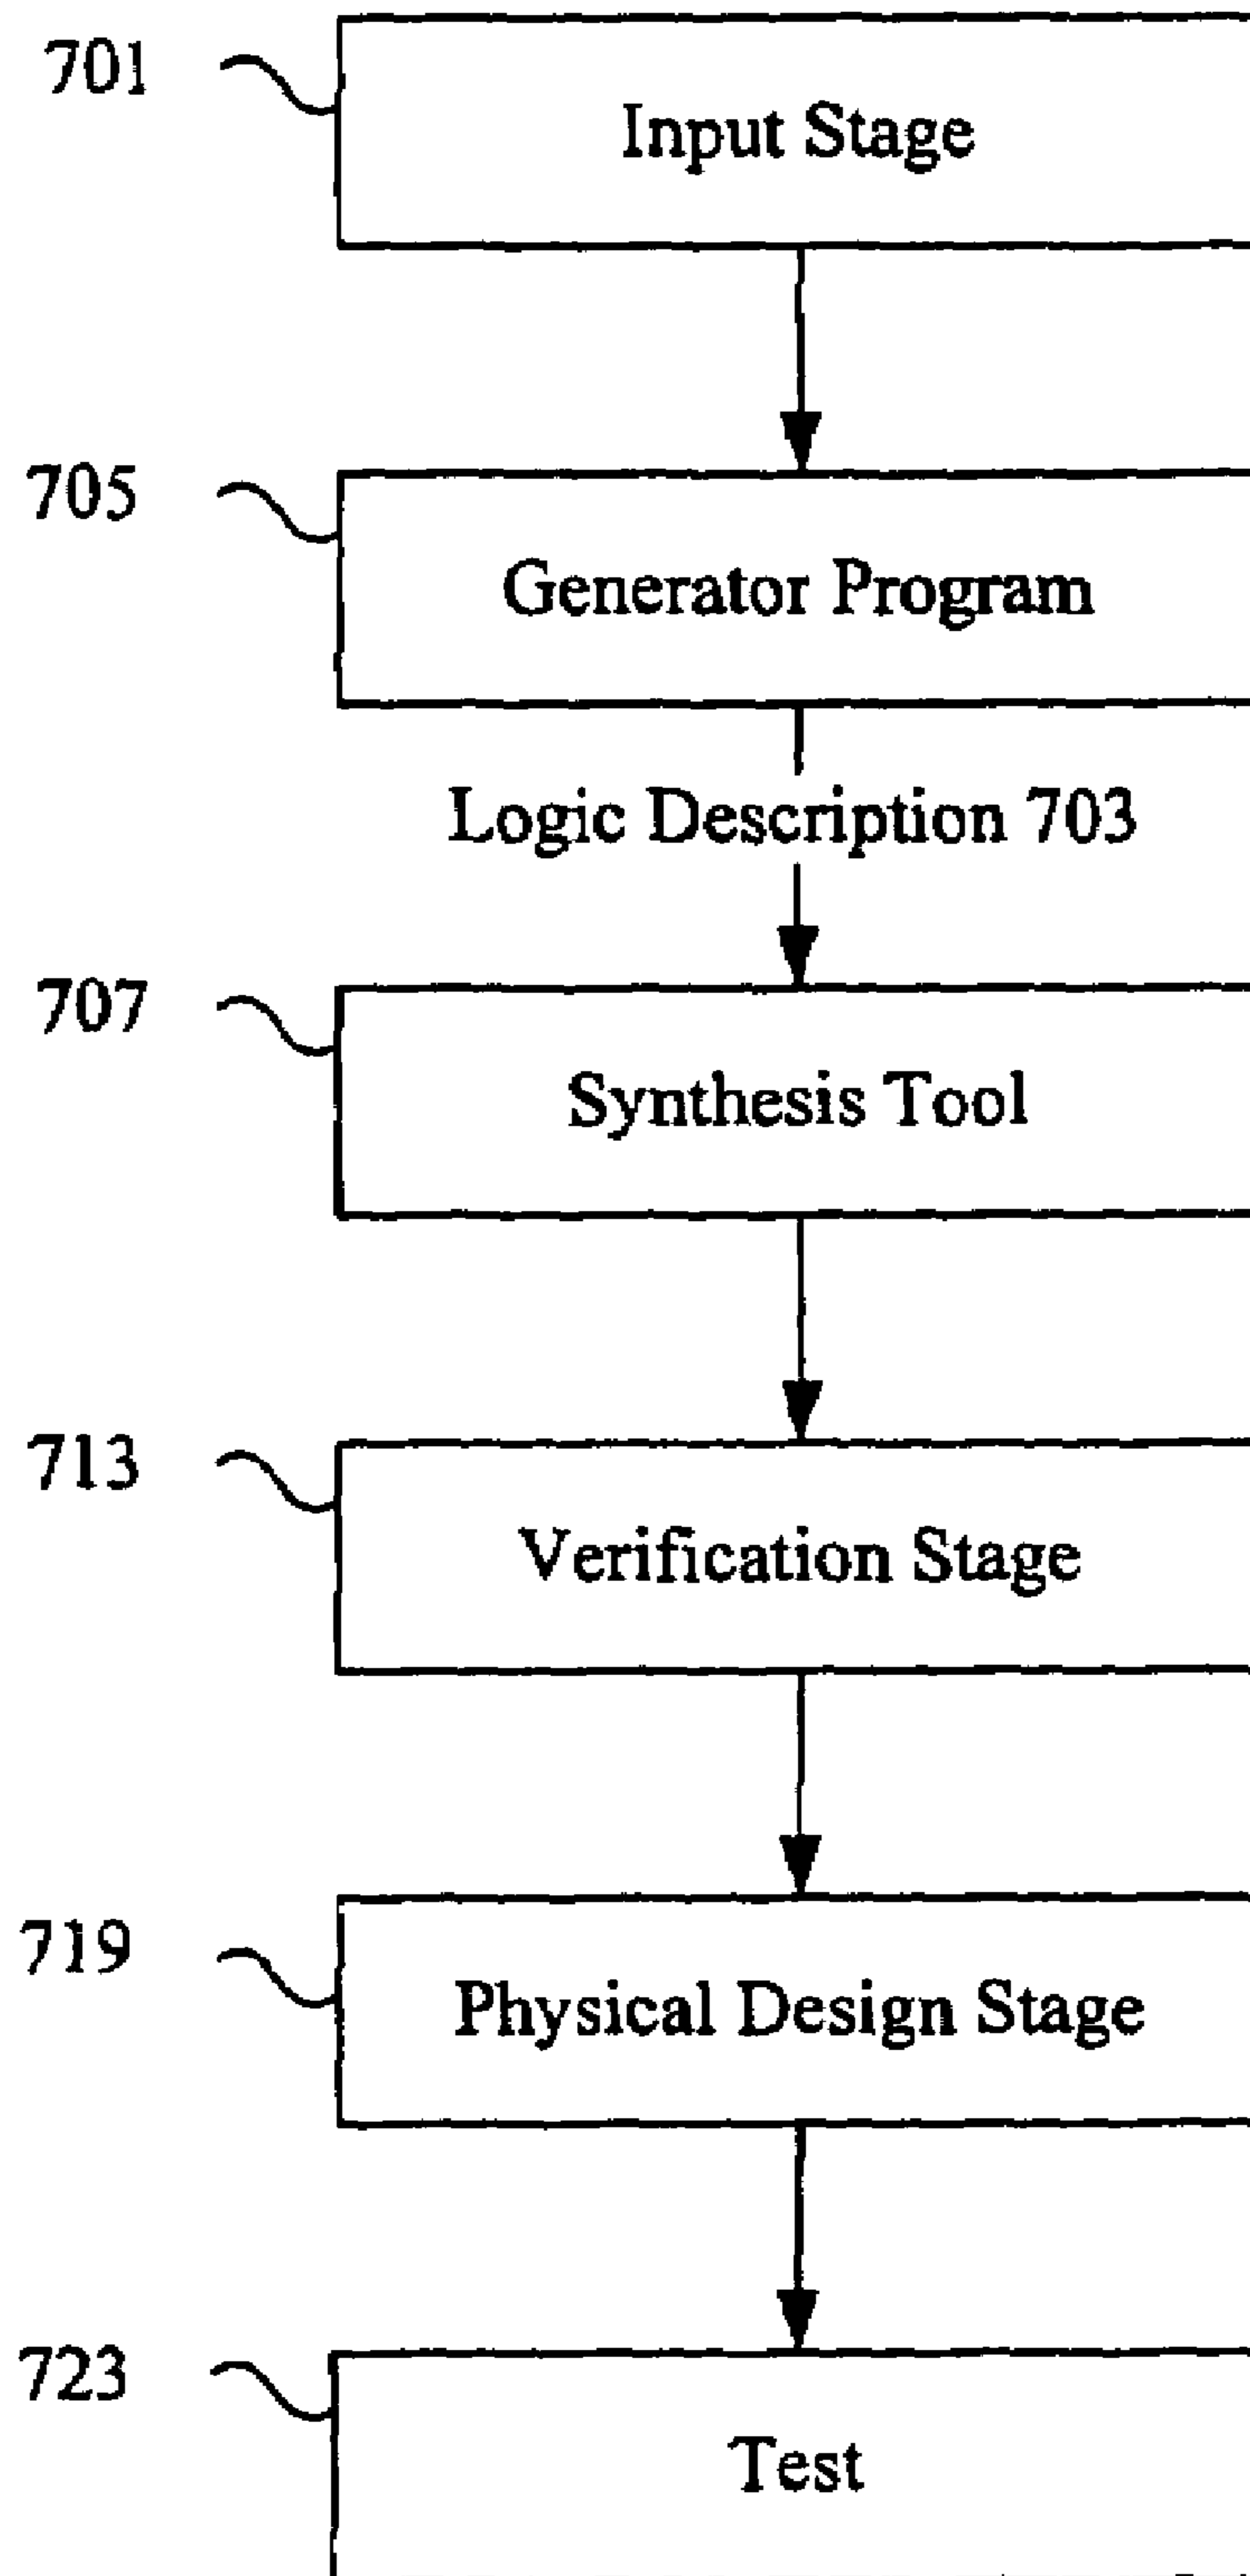 701
Input Stage
705
Generator Program
Logic Description 703
707
Synthesis Tool
713
Verification Stage
719
Physical Design Stage
723
Test